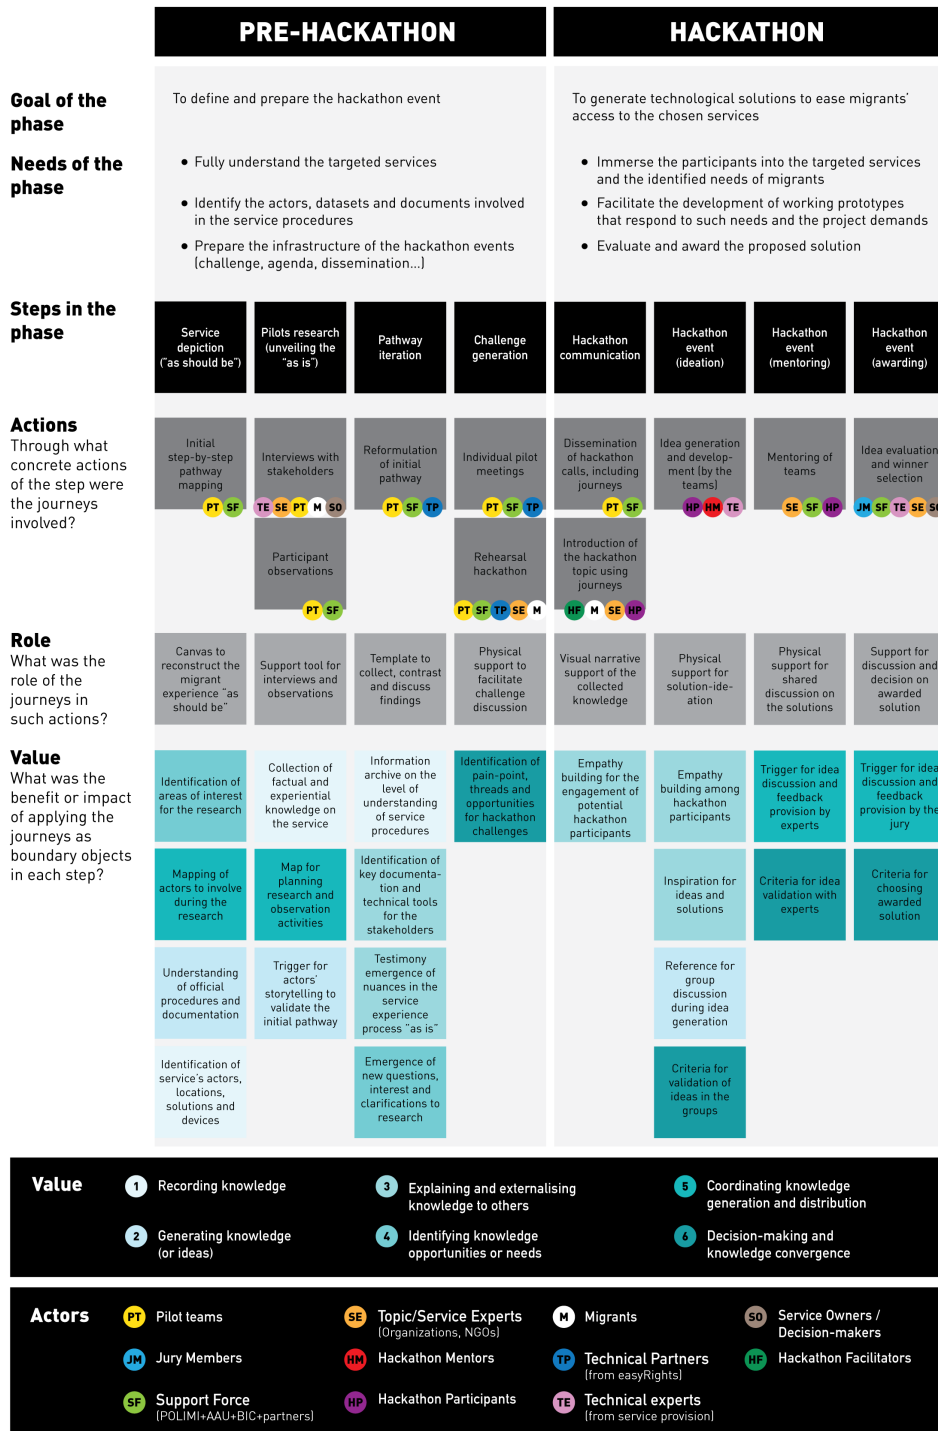 PRE-HACKATHON
HACKATHON
Goal of the
phase
To define and prepare the hackathon event
To generate technological solutions to ease migrants'
access to the chosen services
Needs of the
phase
• Fully understand the targeted services
• Identify the actors, datasets and documents involved
in the service procedures
• Prepare the infrastructure of the hackathon events
(challenge, agenda, dissemination...)
• Immerse the participants into the targeted services
and the identified needs of migrants
• Facilitate the development of working prototypes
that respond to such needs and the project demands
• Evaluate and award the proposed solution
Steps in the
phase
Service
depiction
("as should be")
Pilots research
(unveiling the
"as is")
Pathway
iteration
Challenge
generation
Hackathon
communication
Hackathon
event
(ideation)
Hackathon
event
(mentoring)
Hackathon
event
(awarding)
Actions
Through what
concrete actions
of the step were
the journeys
involved?
Initial
step-by-step
pathway
mapping
PT SF
Interviews with
stakeholders
TE SE PT M SO
Reformulation
of initial
pathway
PT SF TP
Individual pilot
meetings
PT SF TP
Dissemination
of hackathon
calls, including
journeys
PT SF
Idea generation
and develop-
ment (by the
teams)
HP HM TE
Mentoring of
teams
SE SF HP
Idea evaluation
and winner
selection
JM SF TE SE SO
Participant
observations
PT SF
Rehearsal
hackathon
PT SF TP SE M
Introduction of
the hackathon
topic using
journeys
HF M SE HP
Role
What was the
role of the
journeys in
such actions?
Canvas to
reconstruct the
migrant
experience "as
should be"
Support tool for
interviews and
observations
Template to
collect, contrast
and discuss
findings
Physical
support to
facilitate
challenge
discussion
Visual narrative
support of the
collected
knowledge
Physical
support for
solution-ide-
ation
Physical
support for
shared
discussion on
the solutions
Support for
discussion and
decision on
awarded
solution
Value
What was the
benefit or impact
of applying the
journeys as
boundary objects
in each step?
Identification of
areas of interest
for the research
Collection of
factual and
experiential
knowledge on
the service
Information
archive on the
level of
understanding
of service
procedures
Identification of
pain-point,
threads and
opportunities
for hackathon
challenges
Empathy
building for the
engagement of
potential
hackathon
participants
Empathy
building among
hackathon
participants
Trigger for idea
discussion and
feedback
provision by
experts
Trigger for idea
discussion and
feedback
provision by the
jury
Mapping of
actors to involve
during the
research
Map for
planning
research and
observation
activities
Identification of
key documenta-
tion and
technical tools
for the
stakeholders
Inspiration for
ideas and
solutions
Criteria for idea
validation with
experts
Criteria for
choosing
awarded
solution
Understanding
of official
procedures and
documentation
Trigger for
actors'
storytelling to
validate the
initial pathway
Testimony
emergence of
nuances in the
service
experience
process "as is"
Reference for
group
discussion
during idea
generation
Identification of
service's actors,
locations,
solutions and
devices
Emergence of
new questions,
interest and
clarifications to
research
Criteria for
validation of
ideas in the
groups
Value
1 Recording knowledge
2 Generating knowledge
(or ideas)
3 Explaining and externalising
knowledge to others
4 Identifying knowledge
opportunities or needs
5 Coordinating knowledge
generation and distribution
6 Decision-making and
knowledge convergence
Actors
PT Pilot teams
JM Jury Members
SF Support Force
(POLIMI+AAU+BIC+partners)
SE Topic/Service Experts
(Organizations, NGOs)
HM Hackathon Mentors
HP Hackathon Participants
M Migrants
TP Technical Partners
(from easyRights)
TE Technical experts
(from service provision)
SO Service Owners /
Decision-makers
HF Hackathon Facilitators